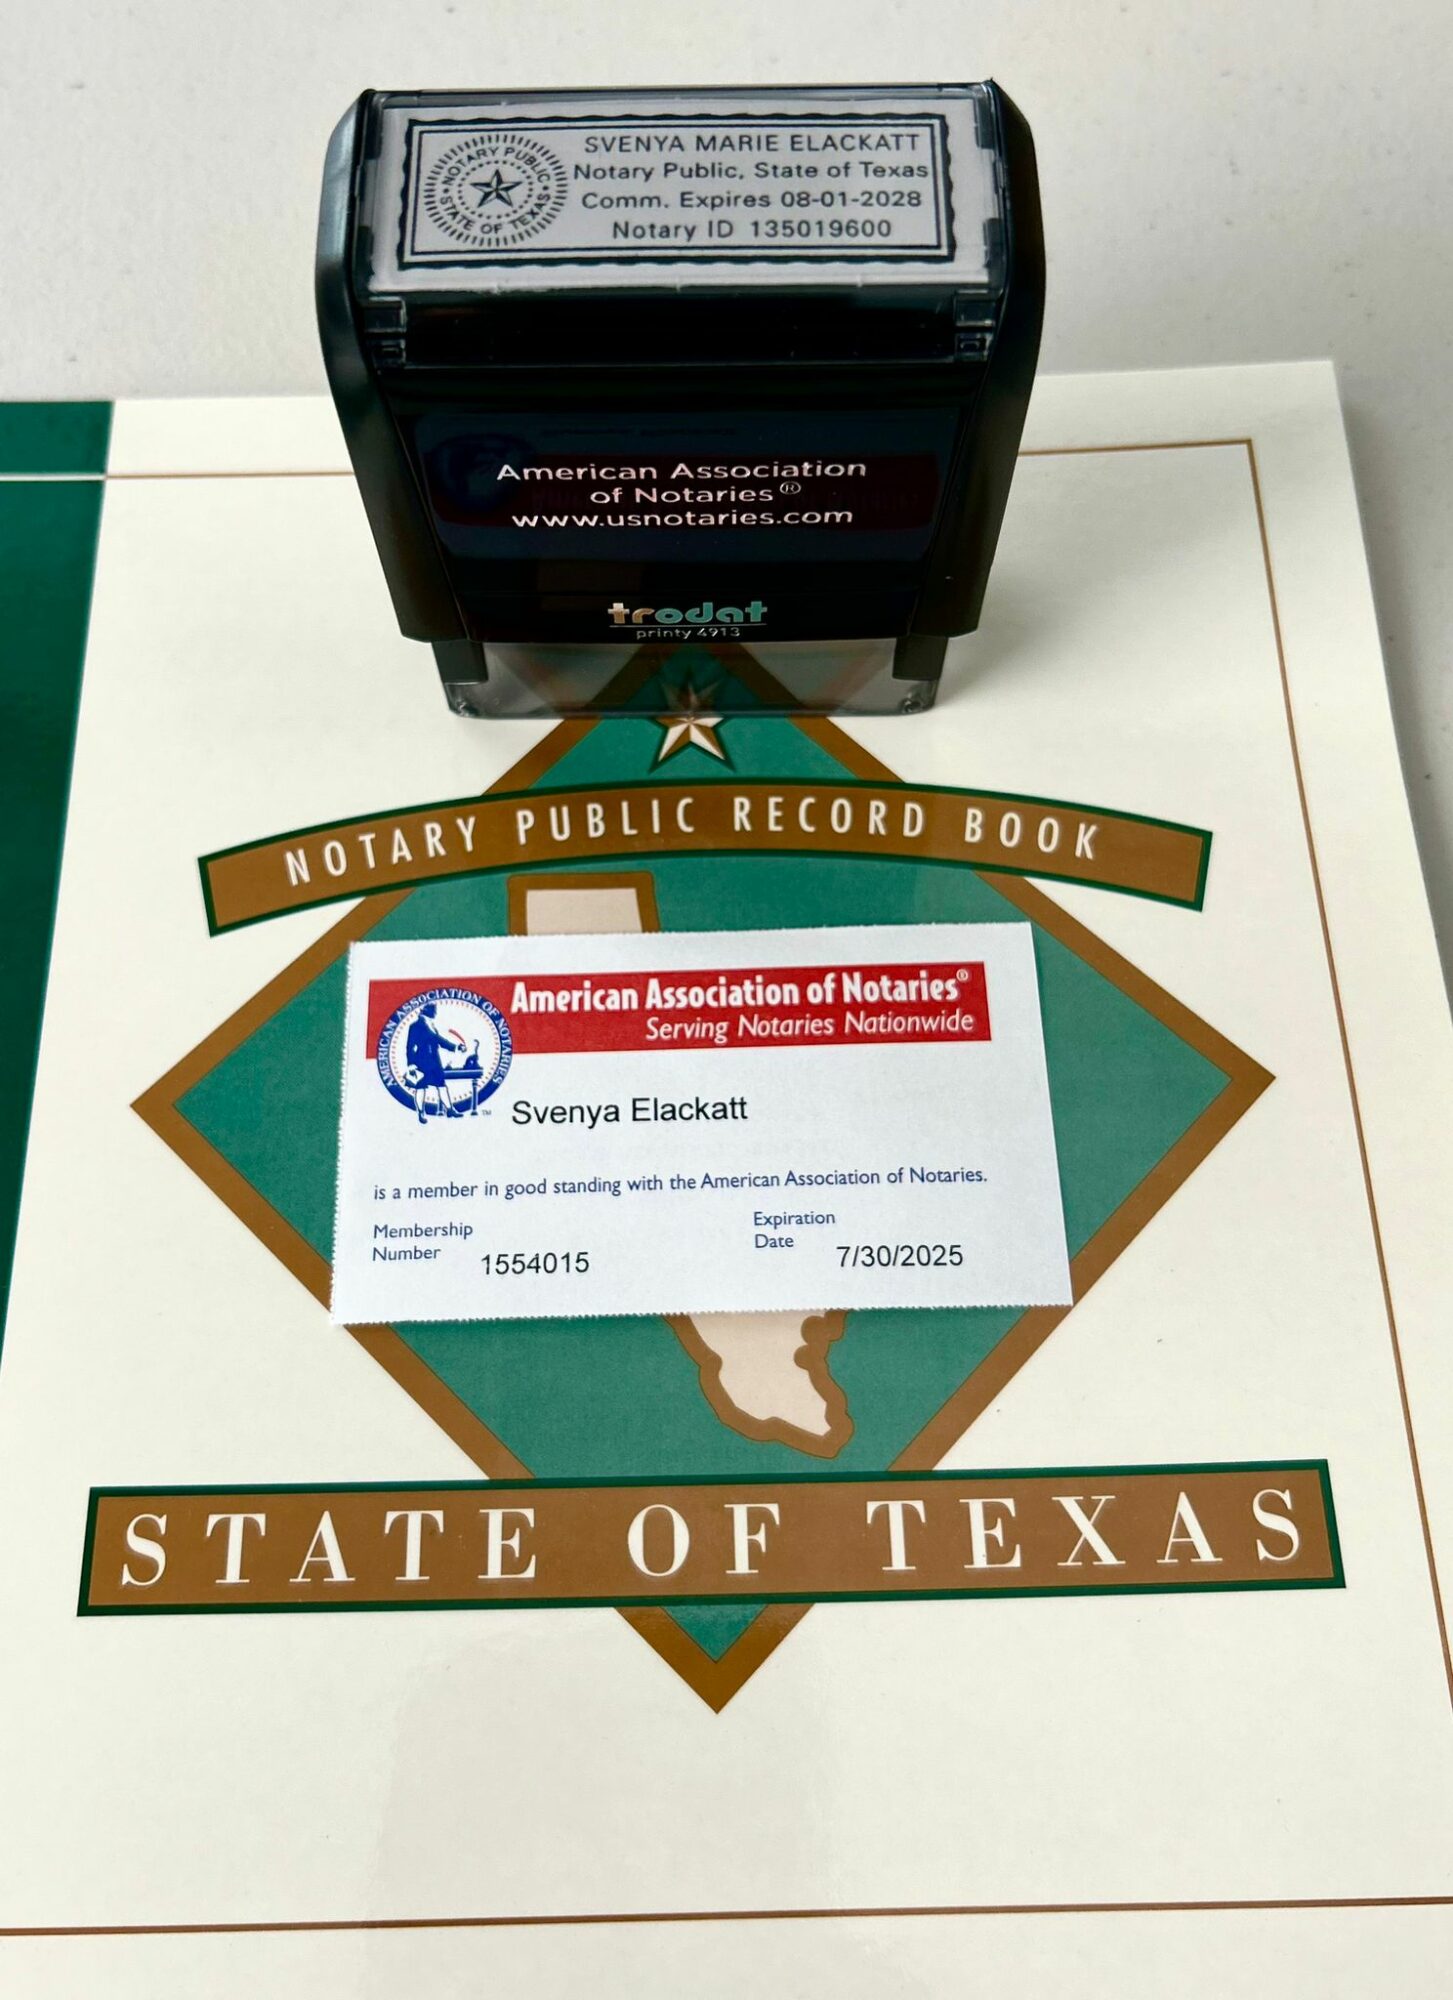 NOTARY PUBLIC
STATE OF TEXAS
SVENYA MARIE ELACKATT
Notary Public, State of Texas
Comm. Expires 08-01-2028
Notary ID 135019600
American Association
of Notaries®
www.usnotaries.com
trodat
printy 4913
NOTARY PUBLIC RECORD BOOK
AMERICAN ASSOCIATION OF NOTARIES
TM
American Association of Notaries®
Serving Notaries Nationwide
Svenya Elackatt
is a member in good standing with the American Association of Notaries.
Membership
Number 1554015
Expiration
Date 7/30/2025
STATE OF TEXAS